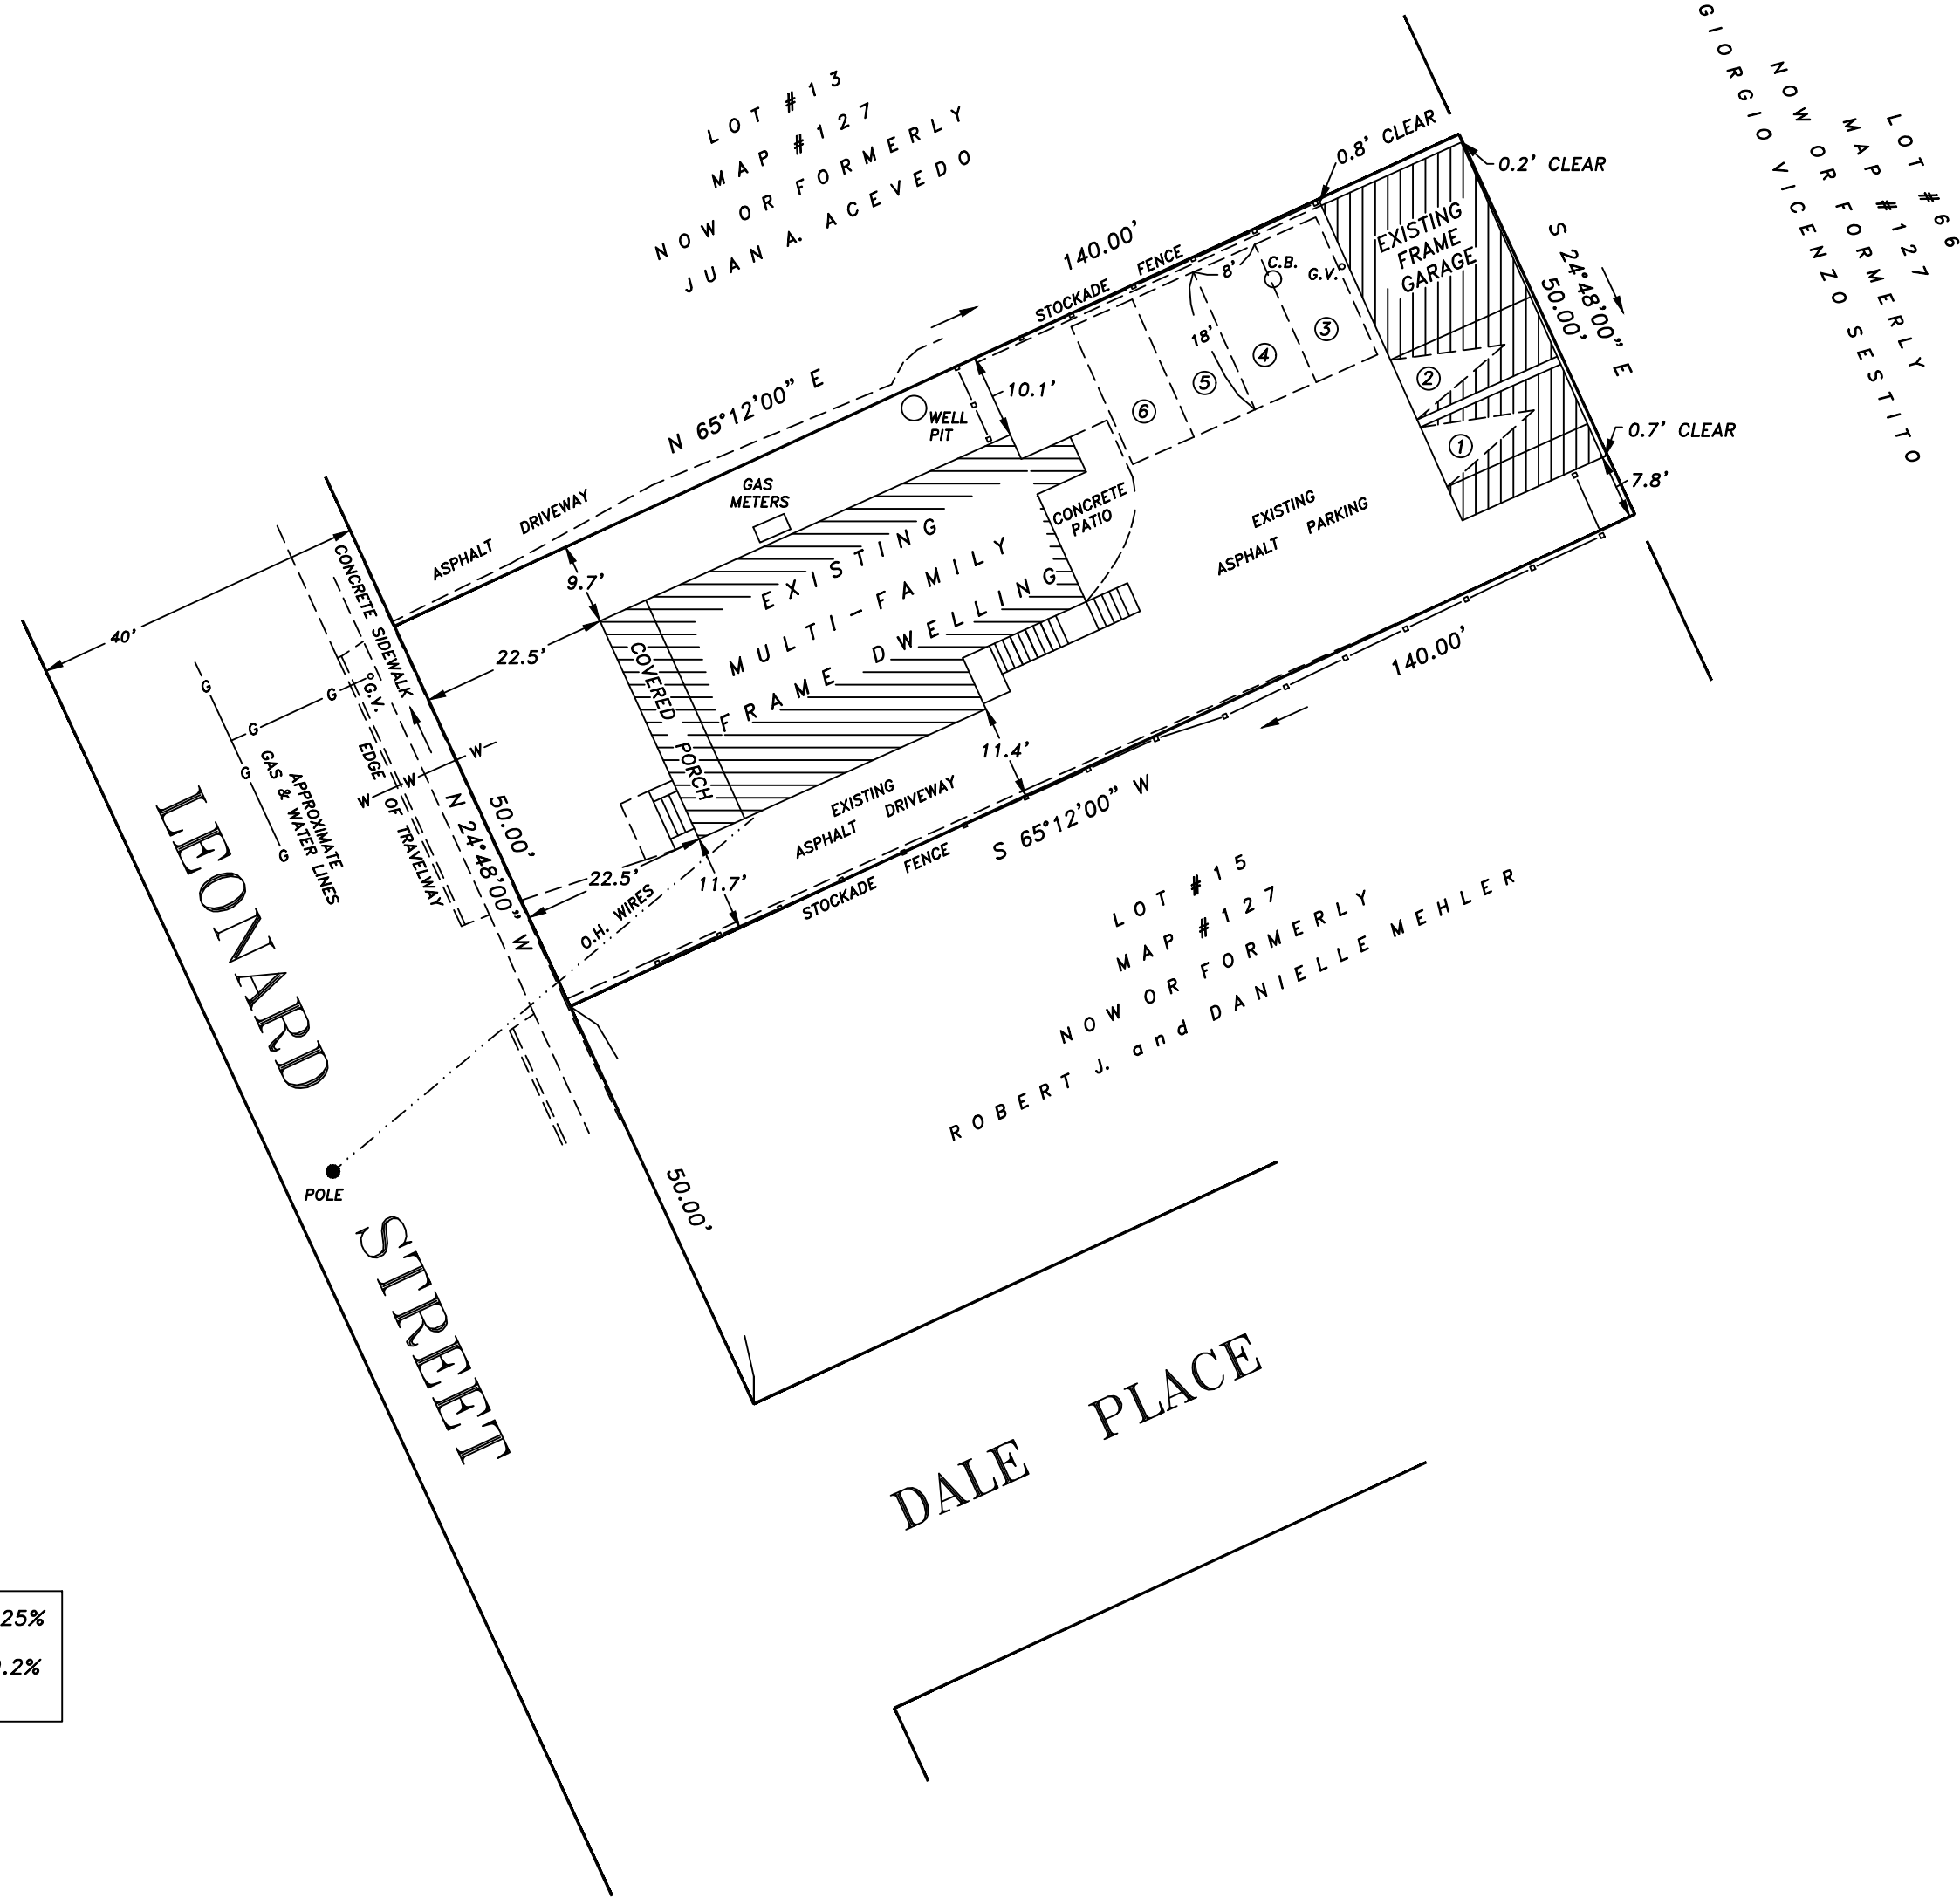 LOT #13
MAP #127
NOW OR FORMERLY
JUAN A. ACEVEDO
LOT #66
MAP #127
NOW OR FORMERLY
GIORGIO VICENZO SESTITO
0.8' CLEAR
0.2' CLEAR
140.00'
STOCKADE FENCE
8'
18'
C.B.
G.V.
EXISTING
FRAME
GARAGE
S 24°48'00" E
50.00'
3
4
5
6
2
1
0.7' CLEAR
7.8'
N 65°12'00" E
10.1'
WELL
PIT
GAS
METERS
ASPHALT DRIVEWAY
9.7'
22.5'
EXISTING
MULTI-FAMILY
FRAME DWELLING
COVERED PORCH
CONCRETE
PATIO
EXISTING
ASPHALT PARKING
140.00'
40'
CONCRETE SIDEWALK
G
G
G
G
G
G.V.
W
W
W
EDGE OF TRAVELWAY
APPROXIMATE
GAS & WATER LINES
N 24°48'00" W
50.00'
22.5'
11.7'
11.4'
O.H. WIRES
EXISTING
ASPHALT DRIVEWAY
STOCKADE FENCE
S 65°12'00" W
LOT #15
MAP #127
NOW OR FORMERLY
ROBERT J. and DANIELLE MEHLER
LEONARD STREET
POLE
50.00'
DALE PLACE
25%
.2%